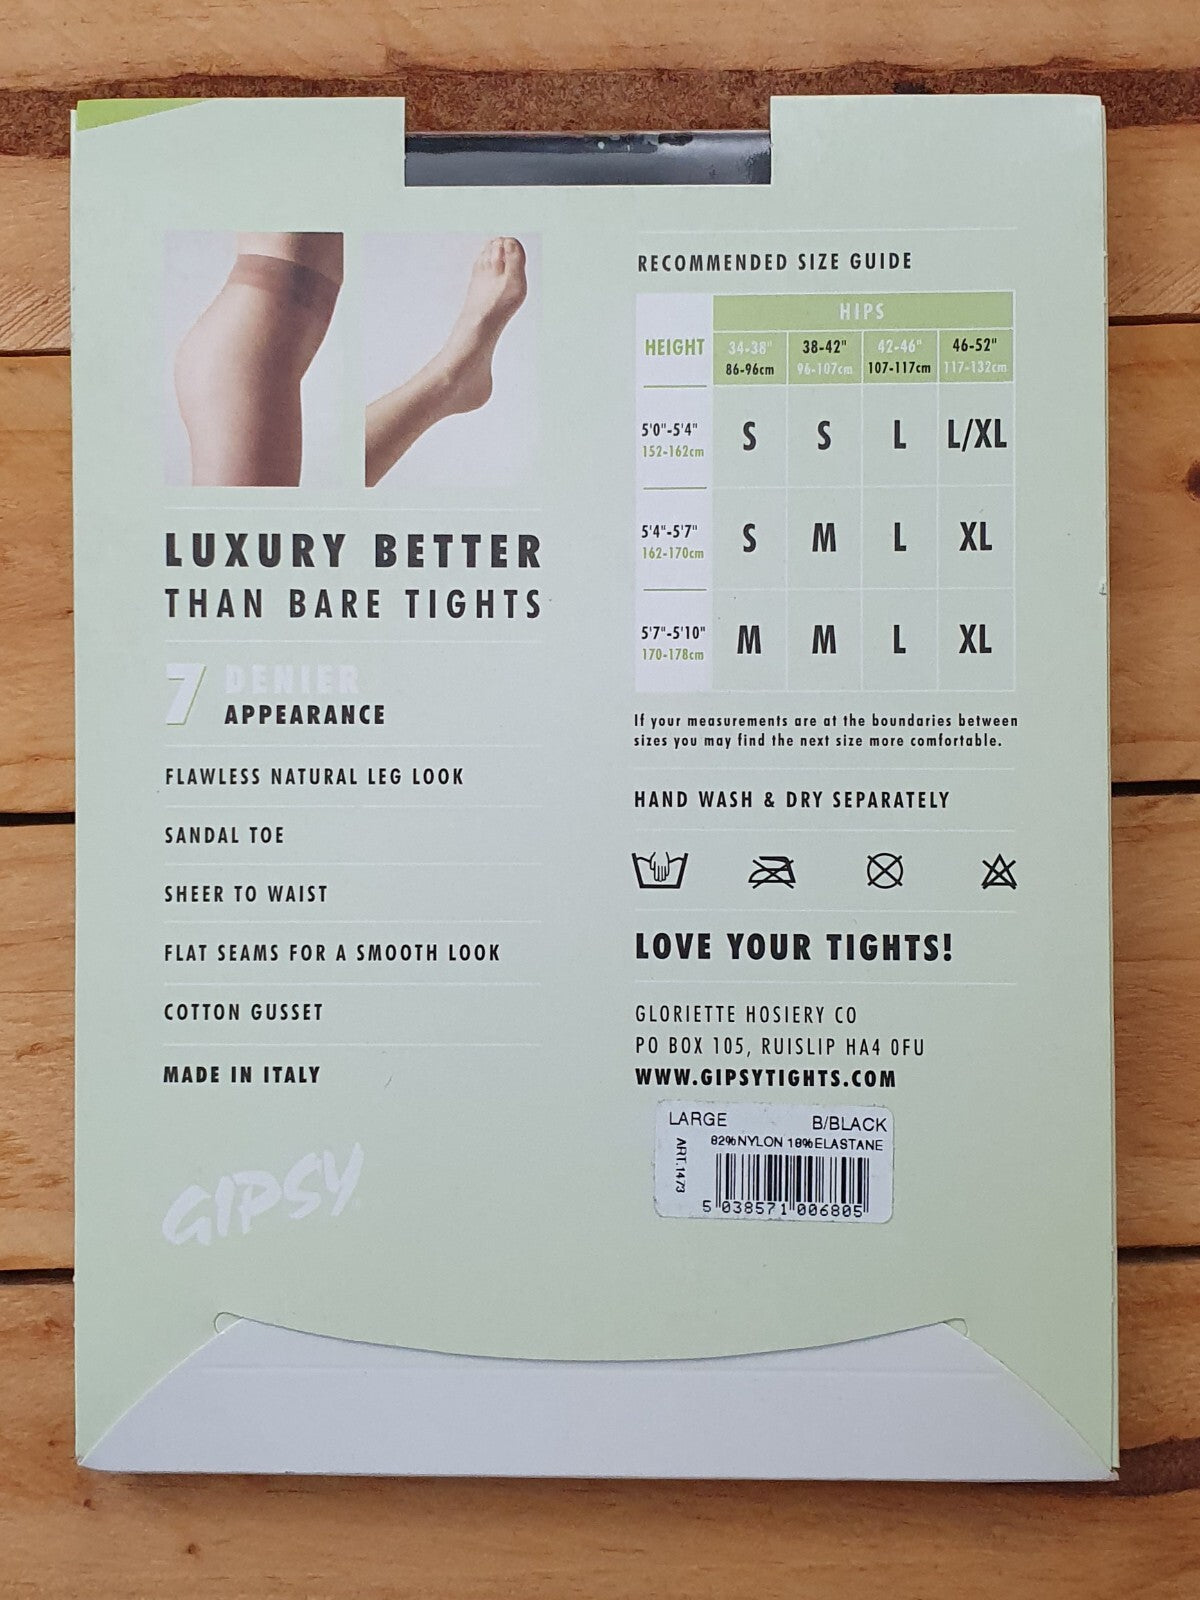 LUXURY BETTER
THAN BARE TIGHTS
7 DENIER
APPEARANCE
FLAWLESS NATURAL LEG LOOK
SANDAL TOE
SHEER TO WAIST
FLAT SEAMS FOR A SMOOTH LOOK
COTTON GUSSET
MADE IN ITALY
GIPSY
RECOMMENDED SIZE GUIDE
HIPS
HEIGHT 34-38" 38-42" 42-46" 46-52"
86-96cm 96-107cm 107-117cm 117-132cm
5'0"-5'4" S S L L/XL
152-162cm
5'4"-5'7" S M L XL
162-170cm
5'7"-5'10" M M L XL
170-178cm
If your measurements are at the boundaries between
sizes you may find the next size more comfortable.
HAND WASH & DRY SEPARATELY
LOVE YOUR TIGHTS!
GLORIETTE HOSIERY CO
PO BOX 105, RUISLIP HA4 0FU
WWW.GIPSYTIGHTS.COM
LARGE B/BLACK
82%NYLON 18%ELASTANE
ART.1473
5 038571 006805